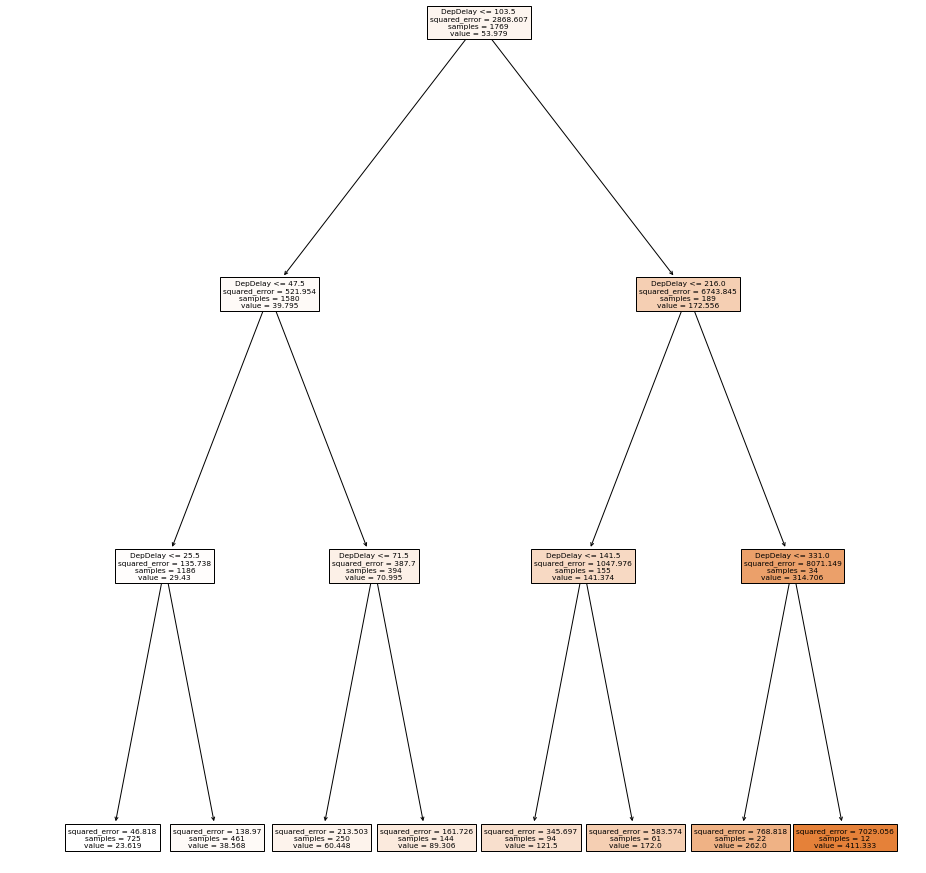 DepDelay <= 103.5
squared_error = 2868.607
samples = 1769
value = 53.979
DepDelay <= 47.5
squared_error = 521.954
samples = 1580
value = 39.795
DepDelay <= 216.0
squared_error = 6743.845
samples = 189
value = 172.556
DepDelay <= 25.5
squared_error = 135.738
samples = 1186
value = 29.43
DepDelay <= 71.5
squared_error = 387.7
samples = 394
value = 70.995
DepDelay <= 141.5
squared_error = 1047.976
samples = 155
value = 141.374
DepDelay <= 331.0
squared_error = 8071.149
samples = 34
value = 314.706
squared_error = 46.818
samples = 725
value = 23.619
squared_error = 138.97
samples = 461
value = 38.568
squared_error = 213.503
samples = 250
value = 60.448
squared_error = 161.726
samples = 144
value = 89.306
squared_error = 345.697
samples = 94
value = 121.5
squared_error = 583.574
samples = 61
value = 172.0
squared_error = 768.818
samples = 22
value = 262.0
squared_error = 7029.056
samples = 12
value = 411.333